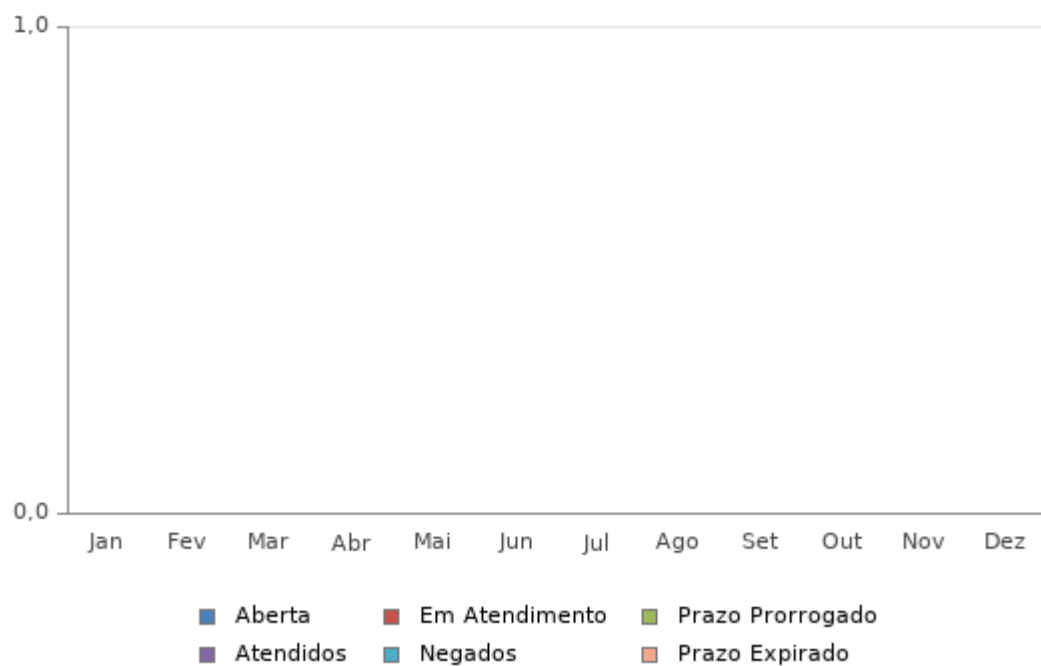 1,0
0,0
Jan Fev Mar Abr Mai Jun Jul Ago Set Out Nov Dez
Aberta Em Atendimento Prazo Prorrogado
Atendidos Negados Prazo Expirado